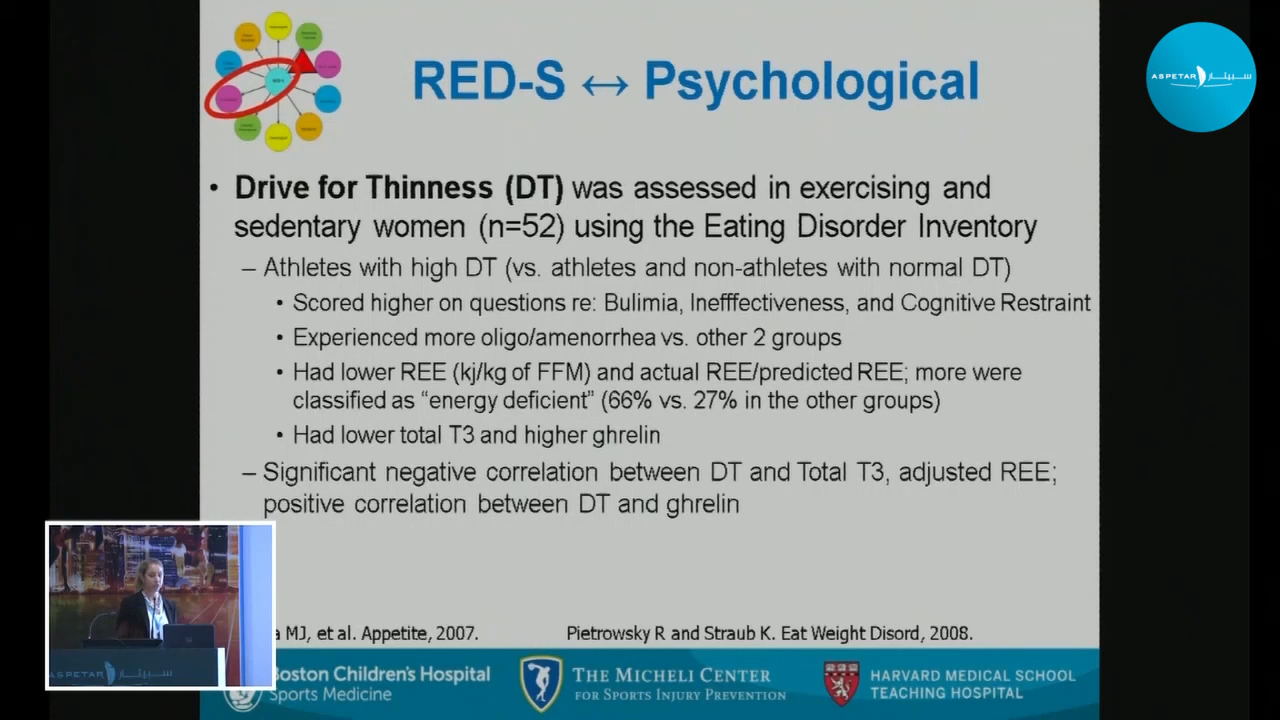 RED-S ↔ Psychological
ASPETAR سبيتار
• Drive for Thinness (DT) was assessed in exercising and
sedentary women (n=52) using the Eating Disorder Inventory
– Athletes with high DT (vs. athletes and non-athletes with normal DT)
• Scored higher on questions re: Bulimia, Inefffectiveness, and Cognitive Restraint
• Experienced more oligo/amenorrhea vs. other 2 groups
• Had lower REE (kj/kg of FFM) and actual REE/predicted REE; more were
classified as “energy deficient” (66% vs. 27% in the other groups)
• Had lower total T3 and higher ghrelin
– Significant negative correlation between DT and Total T3, adjusted REE;
positive correlation between DT and ghrelin
MJ, et al. Appetite, 2007.
Pietrowsky R and Straub K. Eat Weight Disord, 2008.
ASPETAR سبيتار
Boston Children's Hospital
Sports Medicine
THE MICHELI CENTER
FOR SPORTS INJURY PREVENTION
HARVARD MEDICAL SCHOOL
TEACHING HOSPITAL